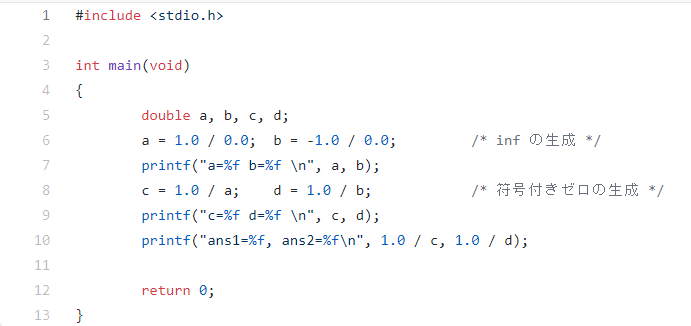 1 #include <stdio.h>
2
3 int main(void)
4 {
5 double a, b, c, d;
6 a = 1.0 / 0.0; b = -1.0 / 0.0; /* inf の生成 */
7 printf("a=%f b=%f \n", a, b);
8 c = 1.0 / a; d = 1.0 / b; /* 符号付きゼロの生成 */
9 printf("c=%f d=%f \n", c, d);
10 printf("ans1=%f, ans2=%f\n", 1.0 / c, 1.0 / d);
11
12 return 0;
13 }